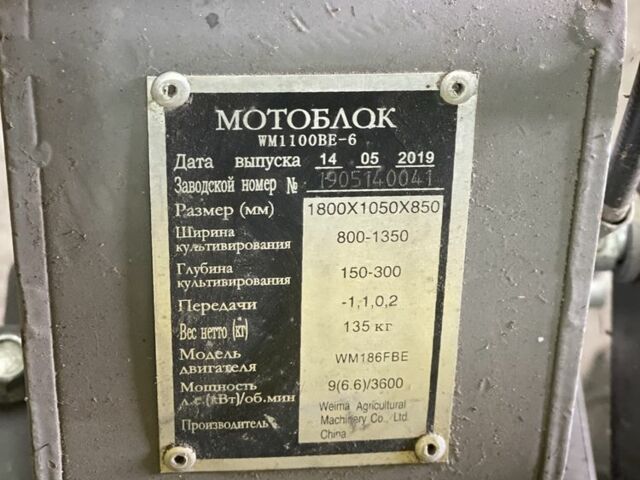 МОТОБЛОК
WM1100BE-6
Дата выпуска 14 05 2019
Заводской номер № 1905140041
Размер (мм) 1800X1050X850
Ширина
культивирования 800-1350
Глубина
культивирования 150-300
Передачи -1,1,0,2
Вес нетто (кг) 135 кг
Модель
двигателя WM186FBE
Мощность
л.с.(кВт)/об.мин 9(6.6)/3600
Производитель Weima Agricultural
Machinery Co., Ltd.
China